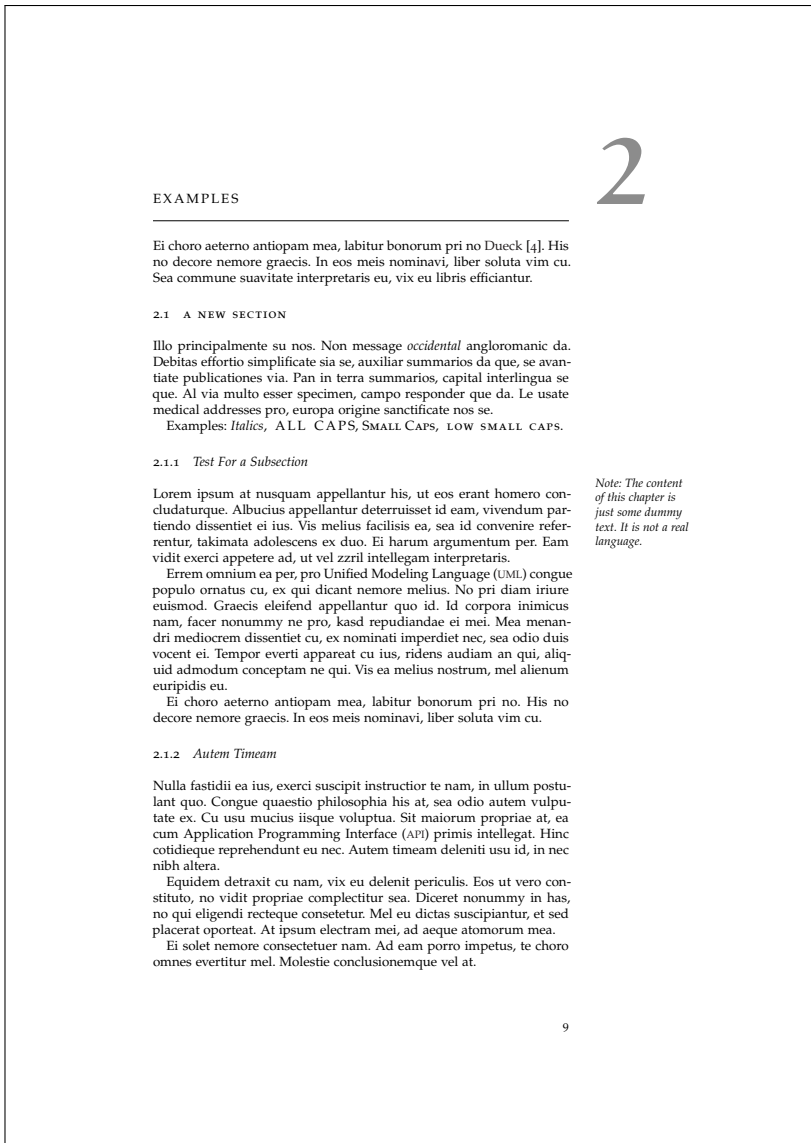 2
EXAMPLES
Ei choro aeterno antiopam mea, labitur bonorum pri no Dueck [4]. His
no decore nemore graecis. In eos meis nominavi, liber soluta vim cu.
Sea commune suavitate interpretaris eu, vix eu libris efficiantur.
2.1 A NEW SECTION
Illo principalmente su nos. Non message occidental angloromanic da.
Debitas effortio simplificate sia se, auxiliar summarios da que, se avan-
tiate publicationes via. Pan in terra summarios, capital interlingua se
que. Al via multo esser specimen, campo responder que da. Le usate
medical addresses pro, europa origine sanctificate nos se.
Examples: Italics, ALL CAPS, SMALL CAPS, LOW SMALL CAPS.
2.1.1 Test For a Subsection
Lorem ipsum at nusquam appellantur his, ut eos erant homero con-
cludaturque. Albucius appellantur deterruisset id eam, vivendum par-
tiendo dissentiet ei ius. Vis melius facilisis ea, sea id convenire refer-
rentur, takimata adolescens ex duo. Ei harum argumentum per. Eam
vidit exerci appetere ad, ut vel zzril intellegam interpretaris.
Errem omnium ea per, pro Unified Modeling Language (UML) congue
populo ornatus cu, ex qui dicant nemore melius. No pri diam iriure
euismod. Graecis eleifend appellantur quo id. Id corpora inimicus
nam, facer nonummy ne pro, kasd repudiandae ei mei. Mea menan-
dri mediocrem dissentiet cu, ex nominati imperdiet nec, sea odio duis
vocent ei. Tempor everti appareat cu ius, ridens audiam an qui, aliq-
uid admodum conceptam ne qui. Vis ea melius nostrum, mel alienum
euripidis eu.
Ei choro aeterno antiopam mea, labitur bonorum pri no. His no
decore nemore graecis. In eos meis nominavi, liber soluta vim cu.
Note: The content
of this chapter is
just some dummy
text. It is not a real
language.
2.1.2 Autem Timeam
Nulla fastidii ea ius, exerci suscipit instructior te nam, in ullum postu-
lant quo. Congue quaestio philosophia his at, sea odio autem vulpu-
tate ex. Cu usu mucius iisque voluptua. Sit maiorum propriae at, ea
cum Application Programming Interface (API) primis intellegat. Hinc
cotidieque reprehendunt eu nec. Autem timeam deleniti usu id, in nec
nibh altera.
Equidem detraxit cu nam, vix eu delenit periculis. Eos ut vero con-
stituto, no vidit propriae complectitur sea. Diceret nonummy in has,
no qui eligendi recteque consetetur. Mel eu dictas suscipiantur, et sed
placerat oporteat. At ipsum electram mei, ad aeque atomorum mea.
Ei solet nemore consectetuer nam. Ad eam porro impetus, te choro
omnes evertitur mel. Molestie conclusionemque vel at.
9